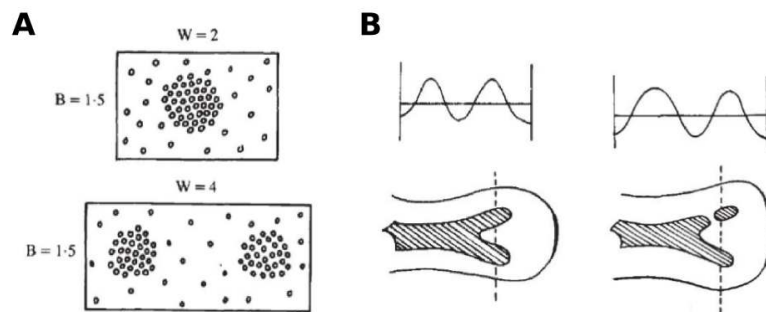 A
W = 2
B = 1·5
W = 4
B = 1·5
B